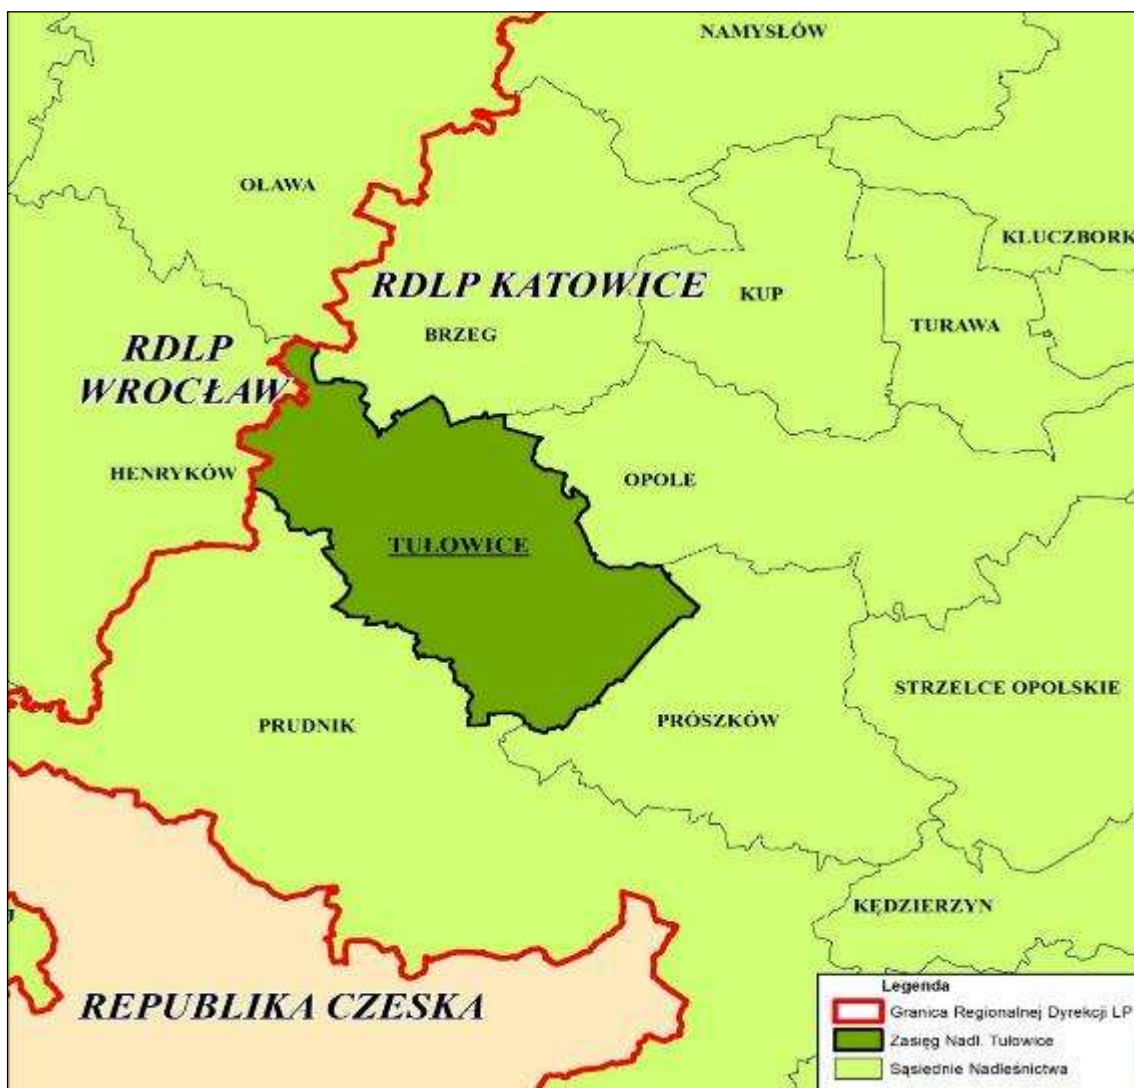 NAMYSŁÓW
OŁAWA
KLUCZBORK
RDLP KATOWICE
KUP
TURAWA
BRZEG
RDLP
WROCŁAW
HENRYKÓW
OPOLE
TUŁOWICE
STRZELCE OPOLSKIE
PRUDNIK
PRÓSZKÓW
KĘDZIERZYN
REPUBLIKA CZESKA
Legenda
Granica Regionalnej Dyrekcji LP
Zasięg Nadl. Tułowice
Sąsiednie Nadleśnictwa